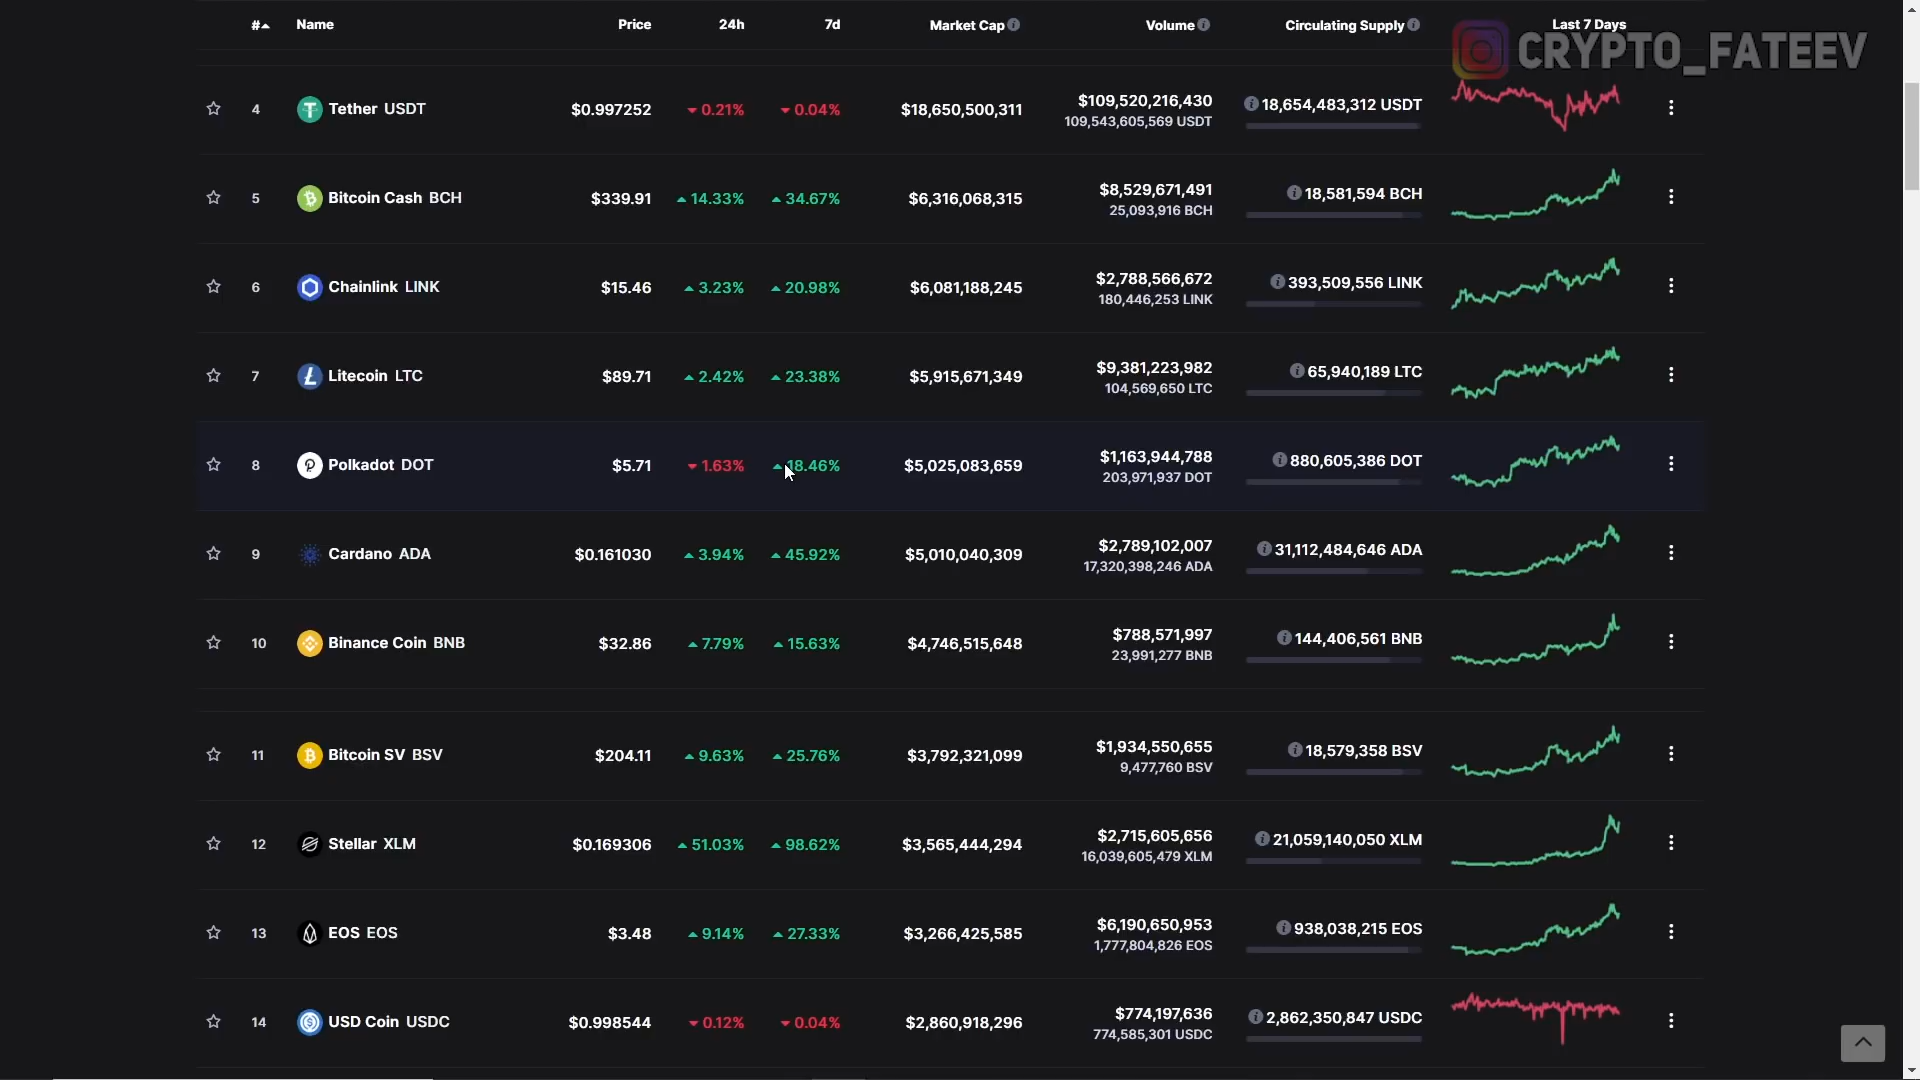 # Name Price 24h 7d Market Cap Volume Circulating Supply Last 7 Days
CRYPTO_FATEEV
4 Tether USDT $0.997252 0.21% 0.04% $18,650,500,311 $109,520,216,430 18,654,483,312 USDT
109,543,605,569 USDT
5 Bitcoin Cash BCH $339.91 14.33% 34.67% $6,316,068,315 $8,529,671,491 18,581,594 BCH
25,093,916 BCH
6 Chainlink LINK $15.46 3.23% 20.98% $6,081,188,245 $2,788,566,672 393,509,556 LINK
180,446,253 LINK
7 Litecoin LTC $89.71 2.42% 23.38% $5,915,671,349 $9,381,223,982 65,940,189 LTC
104,569,650 LTC
8 Polkadot DOT $5.71 1.63% 18.46% $5,025,083,659 $1,163,944,788 880,605,386 DOT
203,971,937 DOT
9 Cardano ADA $0.161030 3.94% 45.92% $5,010,040,309 $2,789,102,007 31,112,484,646 ADA
17,320,398,246 ADA
10 Binance Coin BNB $32.86 7.79% 15.63% $4,746,515,648 $788,571,997 144,406,561 BNB
23,991,277 BNB
11 Bitcoin SV BSV $204.11 9.63% 25.76% $3,792,321,099 $1,934,550,655 18,579,358 BSV
9,477,760 BSV
12 Stellar XLM $0.169306 51.03% 98.62% $3,565,444,294 $2,715,605,656 21,059,140,050 XLM
16,039,605,479 XLM
13 EOS EOS $3.48 9.14% 27.33% $3,266,425,585 $6,190,650,953 938,038,215 EOS
1,777,804,826 EOS
14 USD Coin USDC $0.998544 0.12% 0.04% $2,860,918,296 $774,197,636 2,862,350,847 USDC
774,585,301 USDC